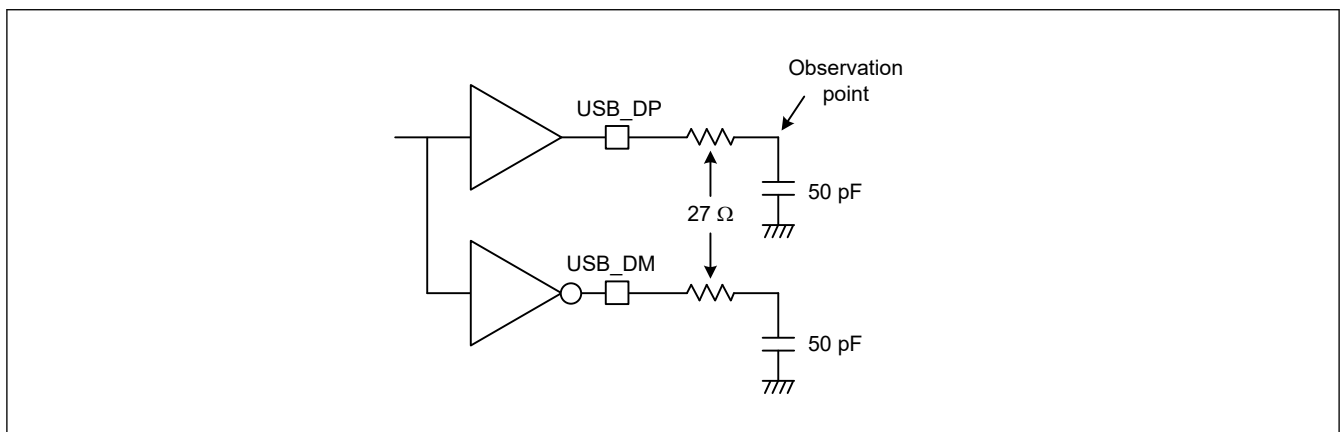 Observation
point
USB_DP
50 pF
27 Ω
USB_DM
50 pF